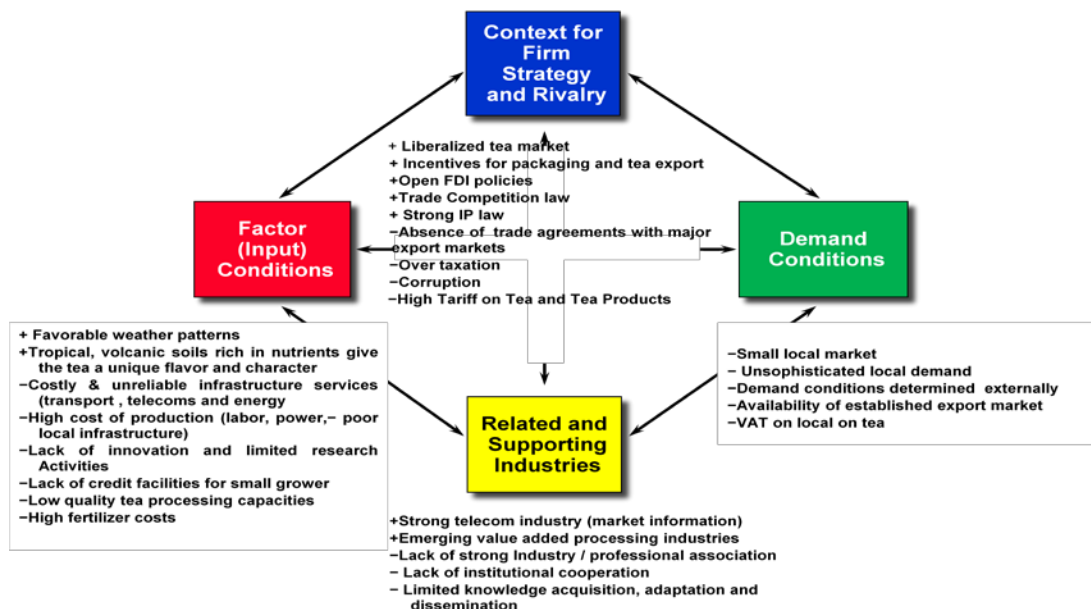 Context for
Firm
Strategy
and Rivalry
+ Liberalized tea market
+ Incentives for packaging and tea export
+Open FDI policies
+Trade Competition law
+ Strong IP law
−Absence of trade agreements with major
export markets
−Over taxation
−Corruption
−High Tariff on Tea and Tea Products
Factor
(Input)
Conditions
Demand
Conditions
+ Favorable weather patterns
+Tropical, volcanic soils rich in nutrients give
the tea a unique flavor and character
−Costly & unreliable infrastructure services
(transport , telecoms and energy
−High cost of production (labor, power,− poor
local infrastructure)
−Lack of innovation and limited research
Activities
−Lack of credit facilities for small grower
−Low quality tea processing capacities
−High fertilizer costs
−Small local market
− Unsophisticated local demand
−Demand conditions determined externally
−Availability of established export market
−VAT on local on tea
Related and
Supporting
Industries
+Strong telecom industry (market information)
+Emerging value added processing industries
−Lack of strong Industry / professional association
− Lack of institutional cooperation
− Limited knowledge acquisition, adaptation and
dissemination